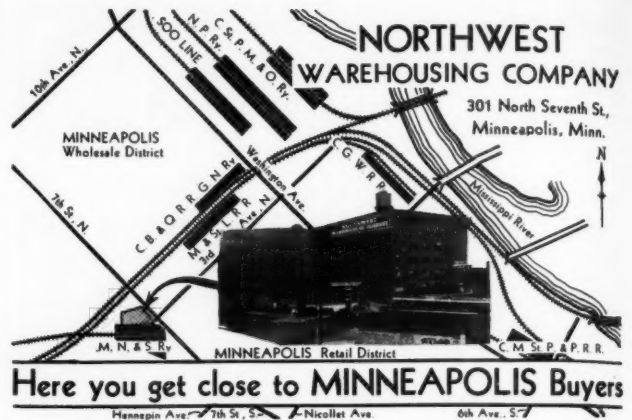 NORTHWEST
WAREHOUSING COMPANY
301 North Seventh St.,
Minneapolis, Minn.
N
10th Ave., N.
SOO LINE
N. P. Ry.
C. St. P. M. & O. Ry.
MINNEAPOLIS
Wholesale District
Washington Ave.
C. G. W. R. R.
Mississippi River
7th St., N.
C. B. & Q. R. R. G. N. Ry
M. & St. L. R. R.
3rd Ave., N.
M. N. & S. Ry
MINNEAPOLIS Retail District
C. M. St. P. & P. R. R.
Here you get close to MINNEAPOLIS Buyers
Hennepin Ave. 7th St., S. Nicollet Ave. 6th Ave., S.